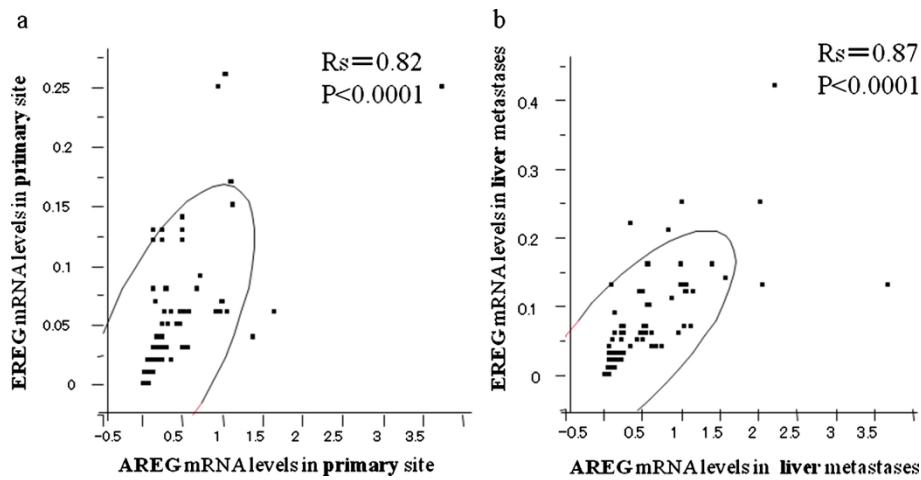 a
EREG mRNA levels in primary site
Rs=0.82
P<0.0001
0.25
0.2
0.15
0.1
0.05
0
-0.5 0 0.5 1 1.5 2 2.5 3 3.5
AREG mRNA levels in primary site
b
EREG mRNA levels in liver metastases
Rs=0.87
P<0.0001
0.4
0.3
0.2
0.1
0
-0.5 0 0.5 1 1.5 2 2.5 3 3.5
AREG mRNA levels in liver metastases